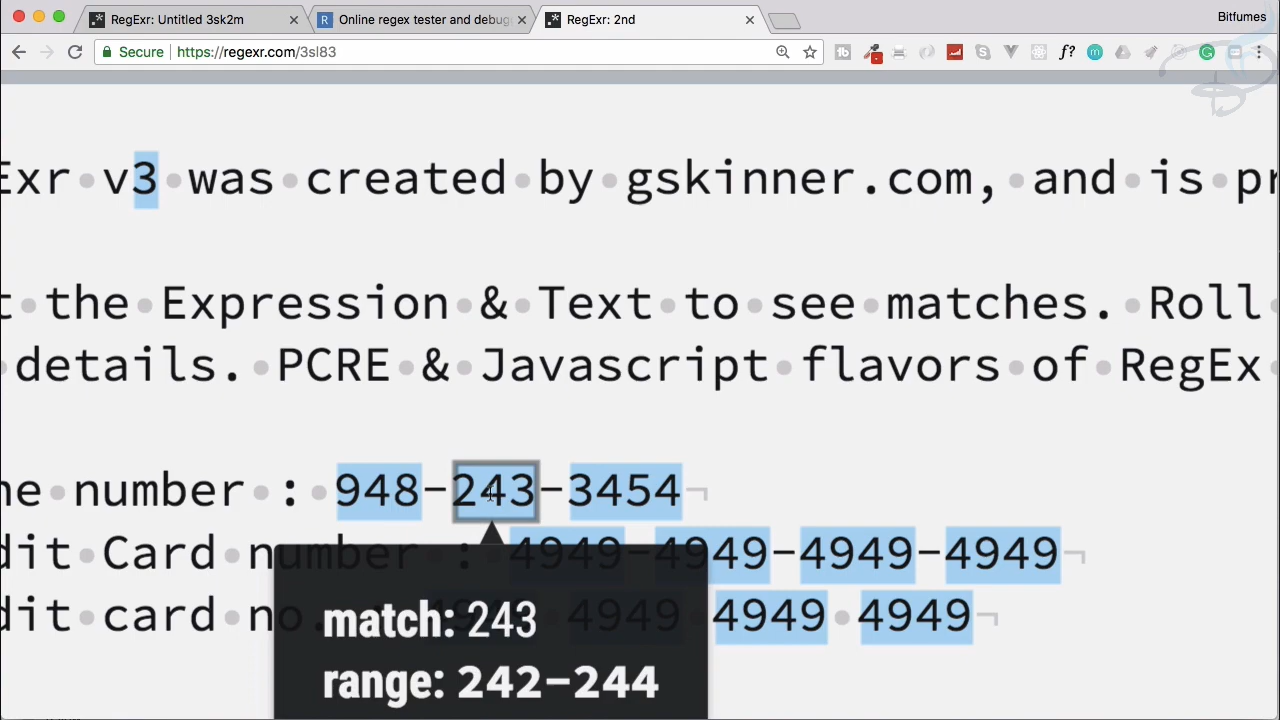 RegExr: Untitled 3sk2m
Online regex tester and debug
RegExr: 2nd
Bitfumes
Secure https://regexr.com/3sl83
Exr v3 was created by gskinner.com, and is pr
t the Expression & Text to see matches. Roll
details. PCRE & Javascript flavors of RegEx
ne number : 948-243-3454
dit Card number : 4949-4949-4949-4949
dit card no. : 4949 4949 4949 4949
match: 243
range: 242-244